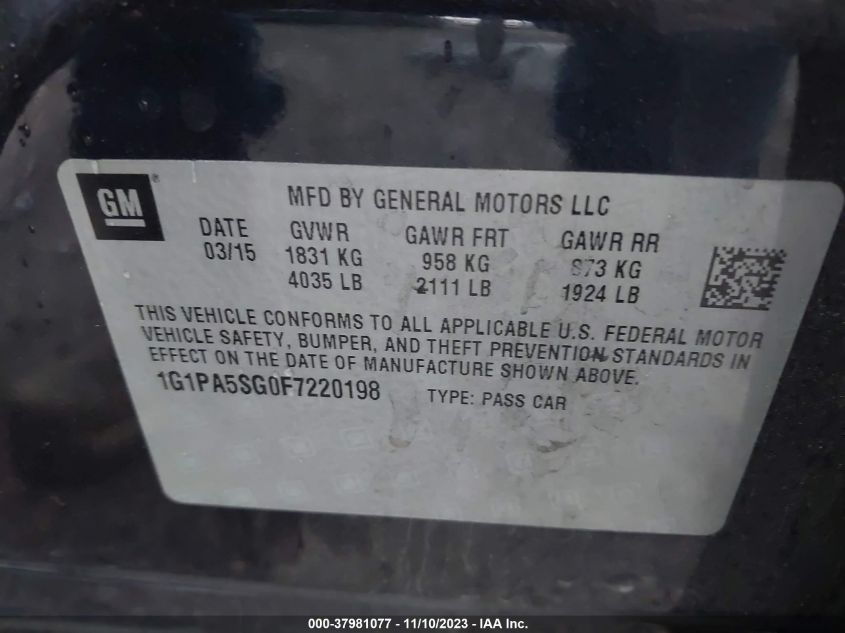 GM ®
MFD BY GENERAL MOTORS LLC
DATE GVWR GAWR FRT GAWR RR
03/15 1831 KG 958 KG 873 KG
4035 LB 2111 LB 1924 LB
THIS VEHICLE CONFORMS TO ALL APPLICABLE U.S. FEDERAL MOTOR
VEHICLE SAFETY, BUMPER, AND THEFT PREVENTION STANDARDS IN
EFFECT ON THE DATE OF MANUFACTURE SHOWN ABOVE.
1G1PA5SG0F7220198 TYPE: PASS CAR
000-37981077 - 11/10/2023 - IAA Inc.